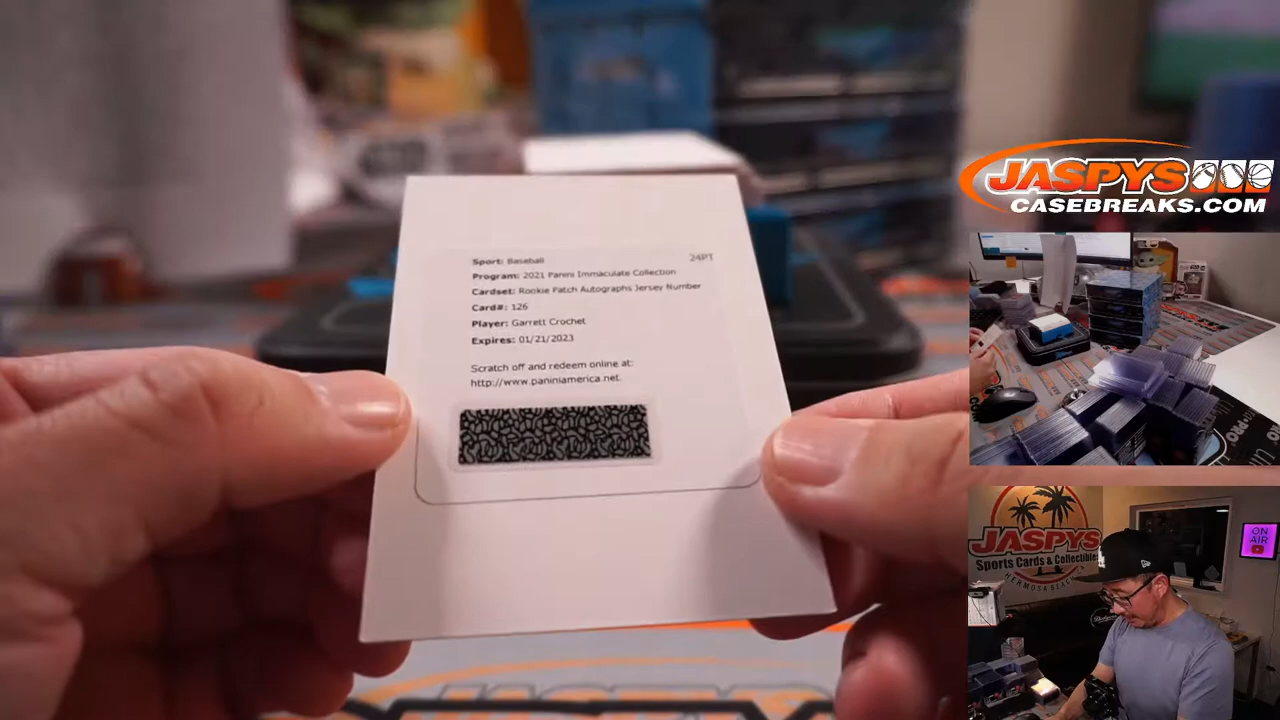 Sport: Baseball
24PT
Program: 2021 Panini Immaculate Collection
Cardset: Rookie Patch Autographs Jersey Number
Card#: 126
Player: Garrett Crochet
Expires: 01/21/2023
Scratch off and redeem online at:
http://www.paniniamerica.net.
JASPYS
CASEBREAKS.COM
JASPYS
Sports Cards & Collectibles
HERMOSA BEACH
ON
AIR